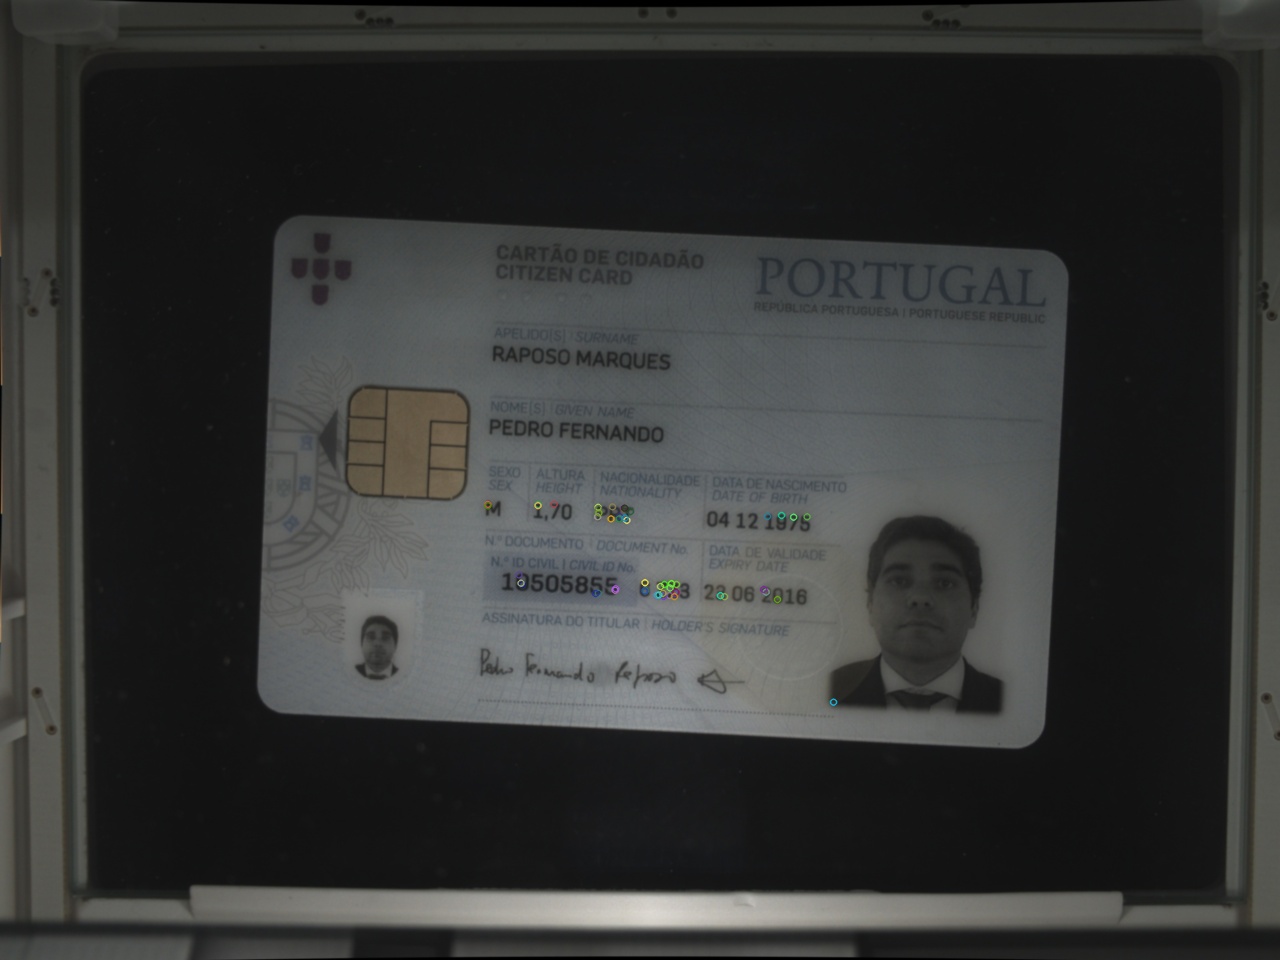 CARTÃO DE CIDADÃO
CITIZEN CARD
PORTUGAL
REPÚBLICA PORTUGUESA | PORTUGUESE REPUBLIC
APELIDO[S] | SURNAME
RAPOSO MARQUES
NOME[S] | GIVEN NAME
PEDRO FERNANDO
SEXO ALTURA NACIONALIDADE DATA DE NASCIMENTO
SEX HEIGHT NATIONALITY DATE OF BIRTH
M 1,70 04 12 1975
N.º DOCUMENTO | DOCUMENT No. DATA DE VALIDADE
N.º ID CIVIL | CIVIL ID No. EXPIRY DATE
10505855 06 2016
ASSINATURA DO TITULAR | HOLDER'S SIGNATURE
Pedro Fernando Raposo